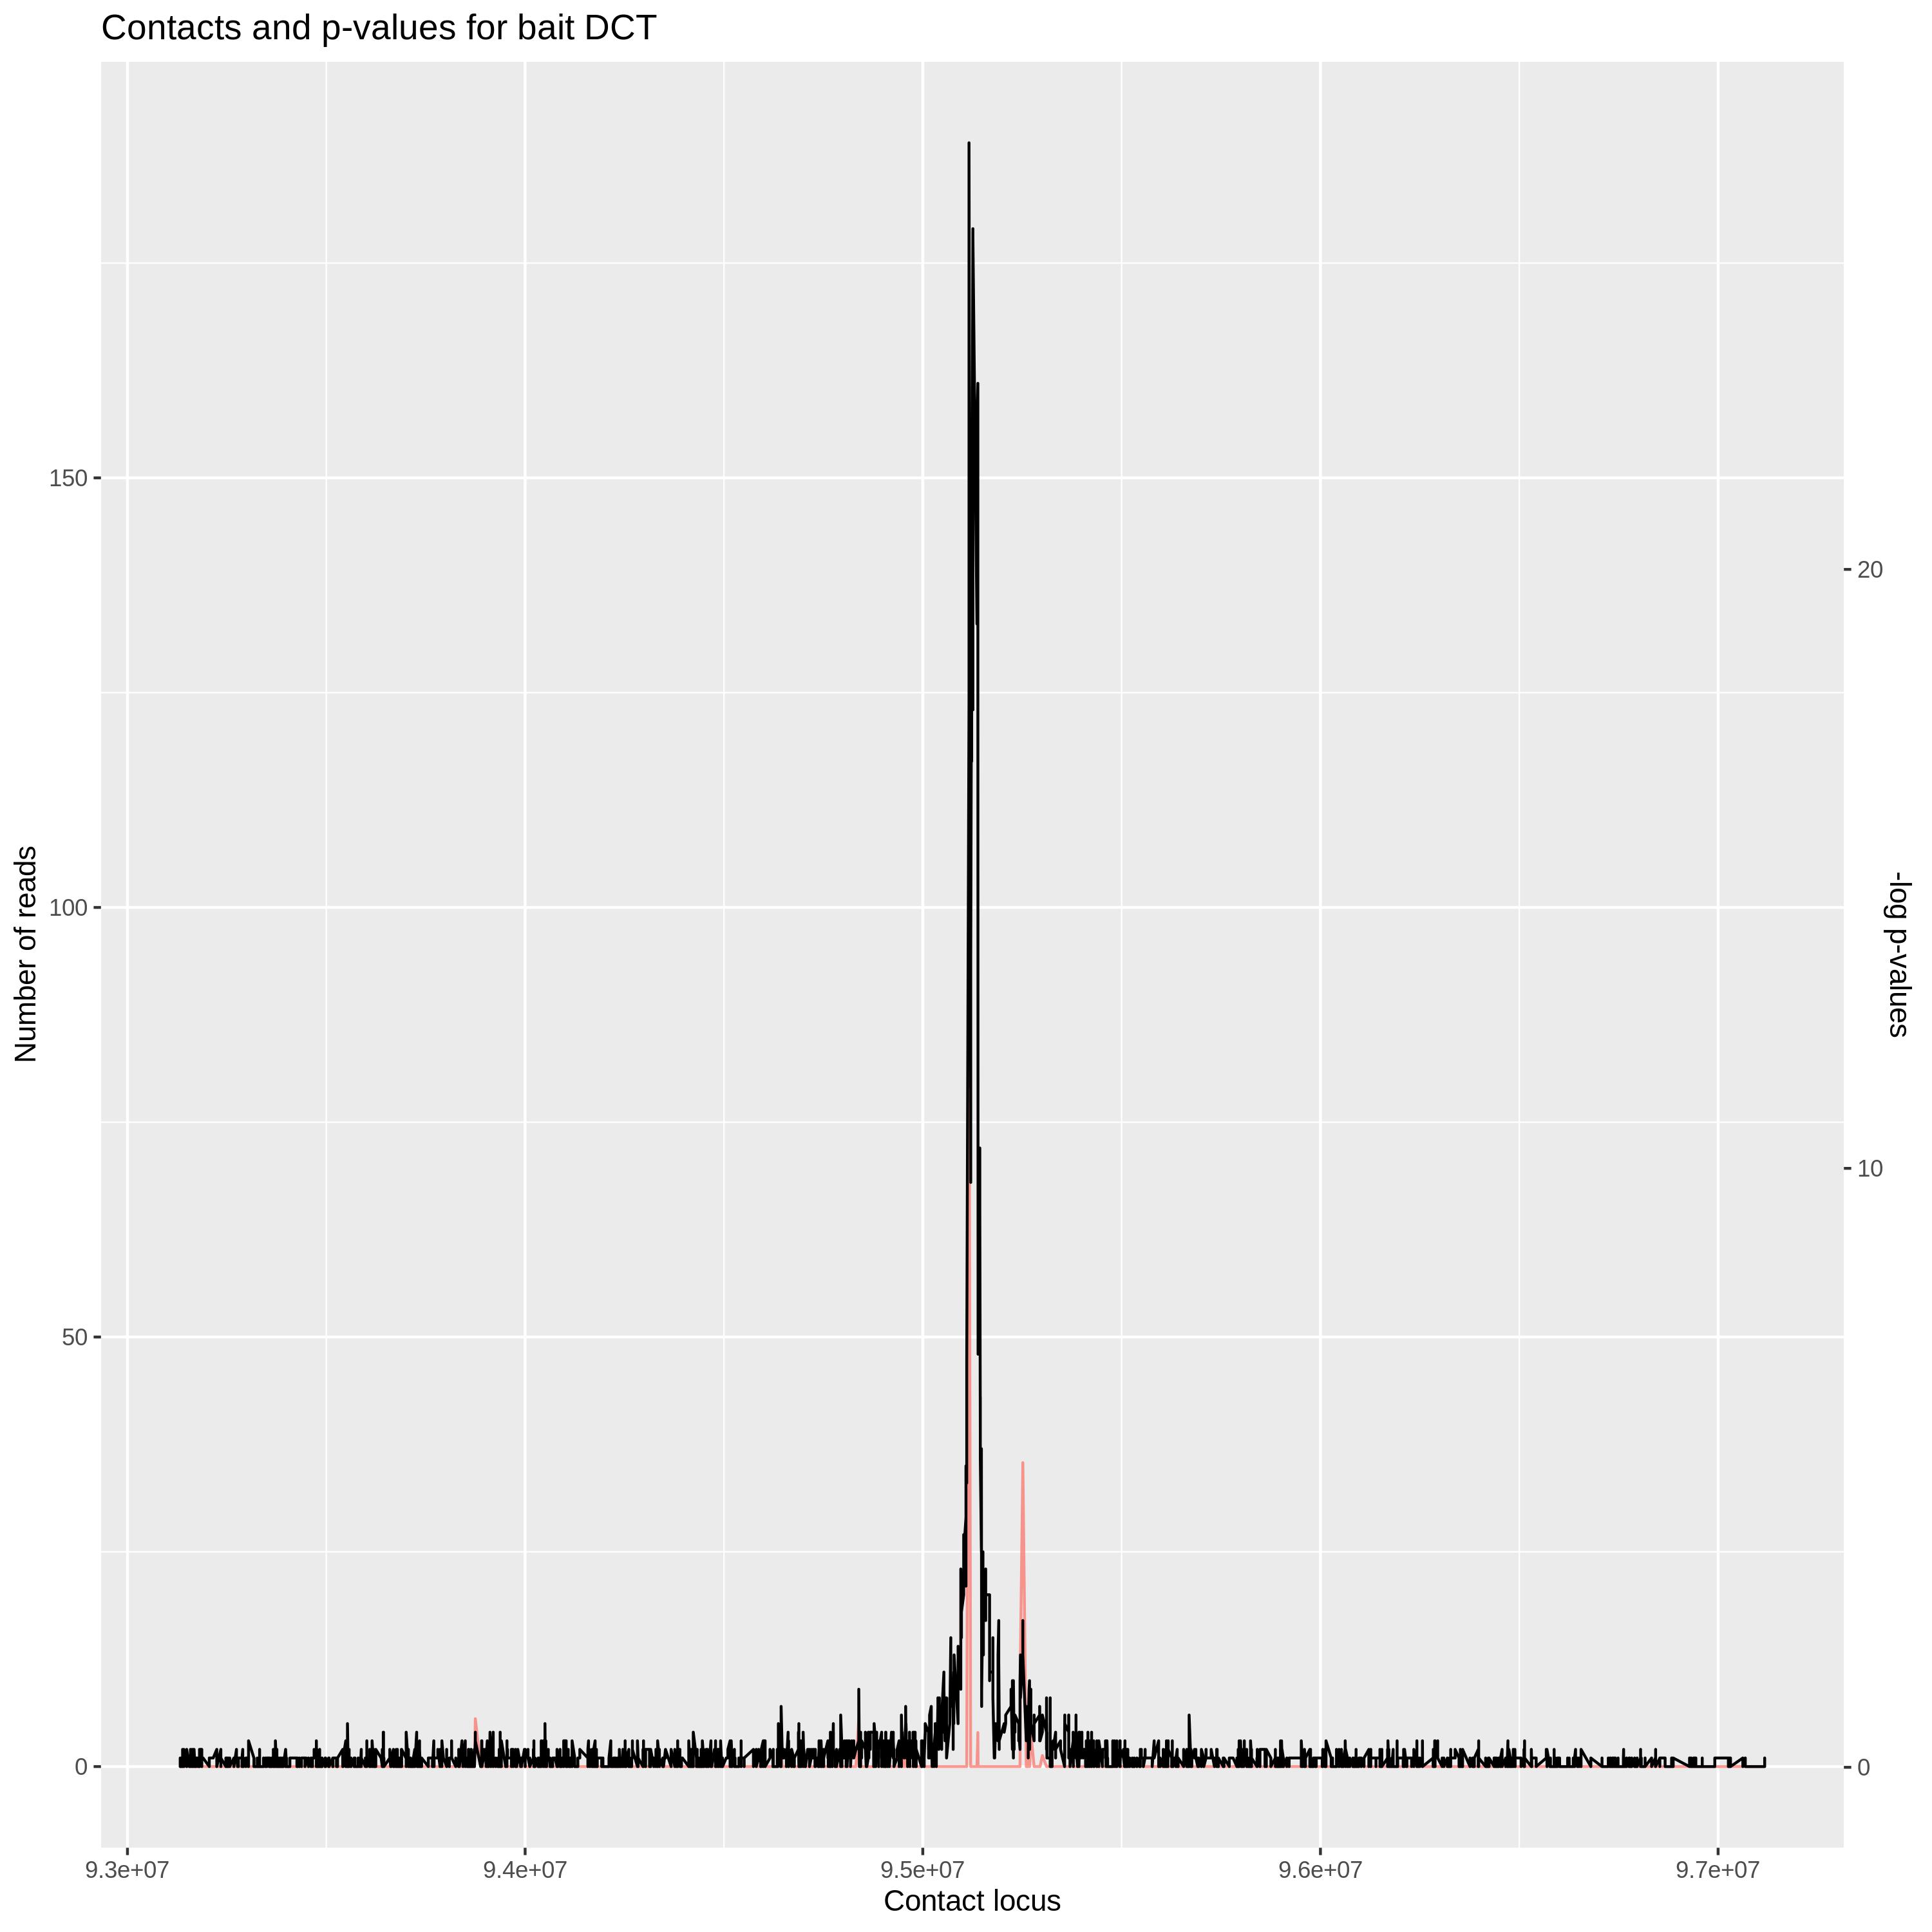 Contacts and p-values for bait DCT
150
100
50
0
Number of reads
20
10
0
-log p-values
9.3e+07 9.4e+07 9.5e+07 9.6e+07 9.7e+07
Contact locus